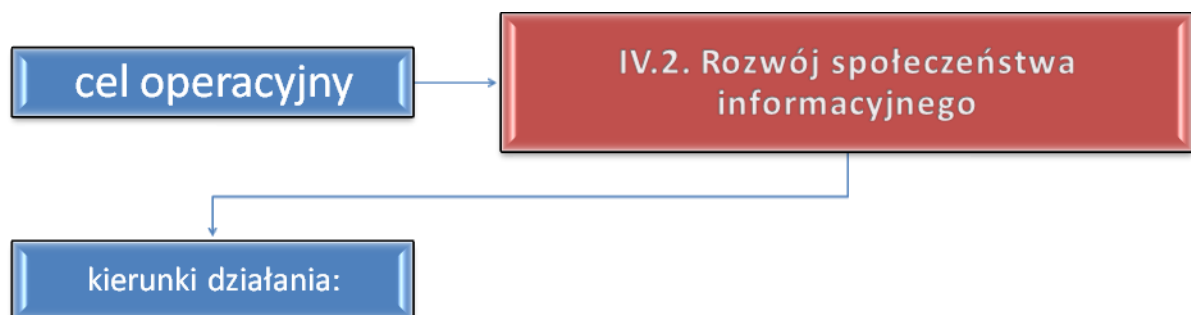 cel operacyjny
IV.2. Rozwój społeczeństwa
informacyjnego
kierunki działania: